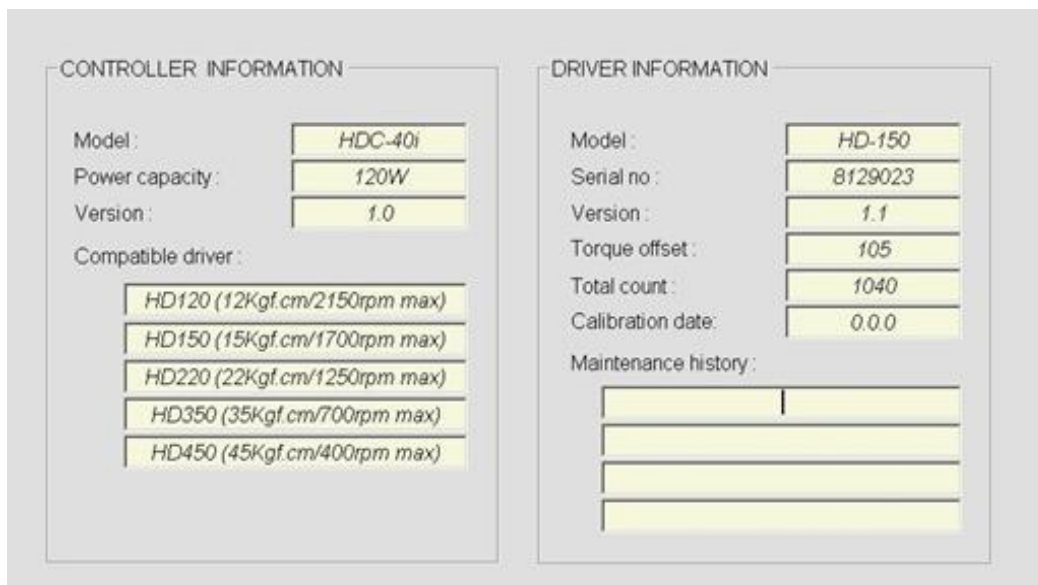 CONTROLLER INFORMATION
Model : HDC-40i
Power capacity : 120W
Version : 1.0
Compatible driver :
HD120 (12Kgf.cm/2150rpm max)
HD150 (15Kgf.cm/1700rpm max)
HD220 (22Kgf.cm/1250rpm max)
HD350 (35Kgf.cm/700rpm max)
HD450 (45Kgf.cm/400rpm max)
DRIVER INFORMATION
Model : HD-150
Serial no : 8129023
Version : 1.1
Torque offset : 105
Total count : 1040
Calibration date: 0.0.0
Maintenance history :